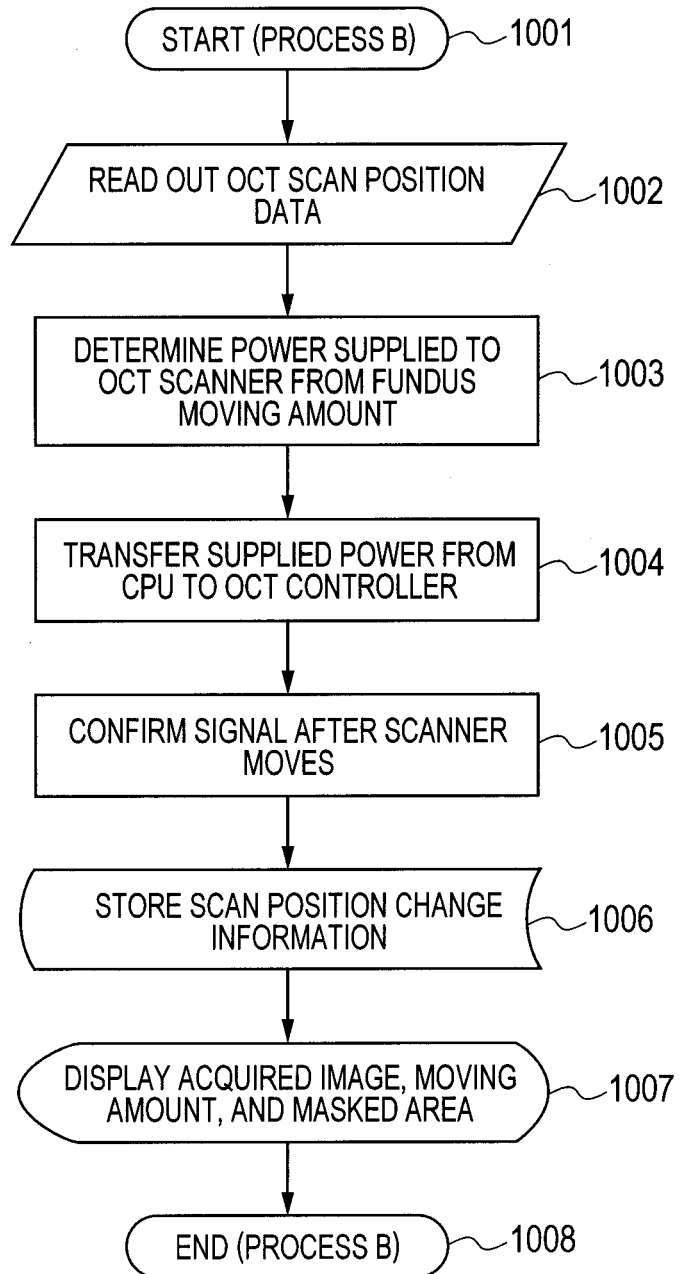 START (PROCESS B)
1001
READ OUT OCT SCAN POSITION
DATA
1002
DETERMINE POWER SUPPLIED TO
OCT SCANNER FROM FUNDUS
MOVING AMOUNT
1003
TRANSFER SUPPLIED POWER FROM
CPU TO OCT CONTROLLER
1004
CONFIRM SIGNAL AFTER SCANNER
MOVES
1005
STORE SCAN POSITION CHANGE
INFORMATION
1006
DISPLAY ACQUIRED IMAGE, MOVING
AMOUNT, AND MASKED AREA
1007
END (PROCESS B)
1008